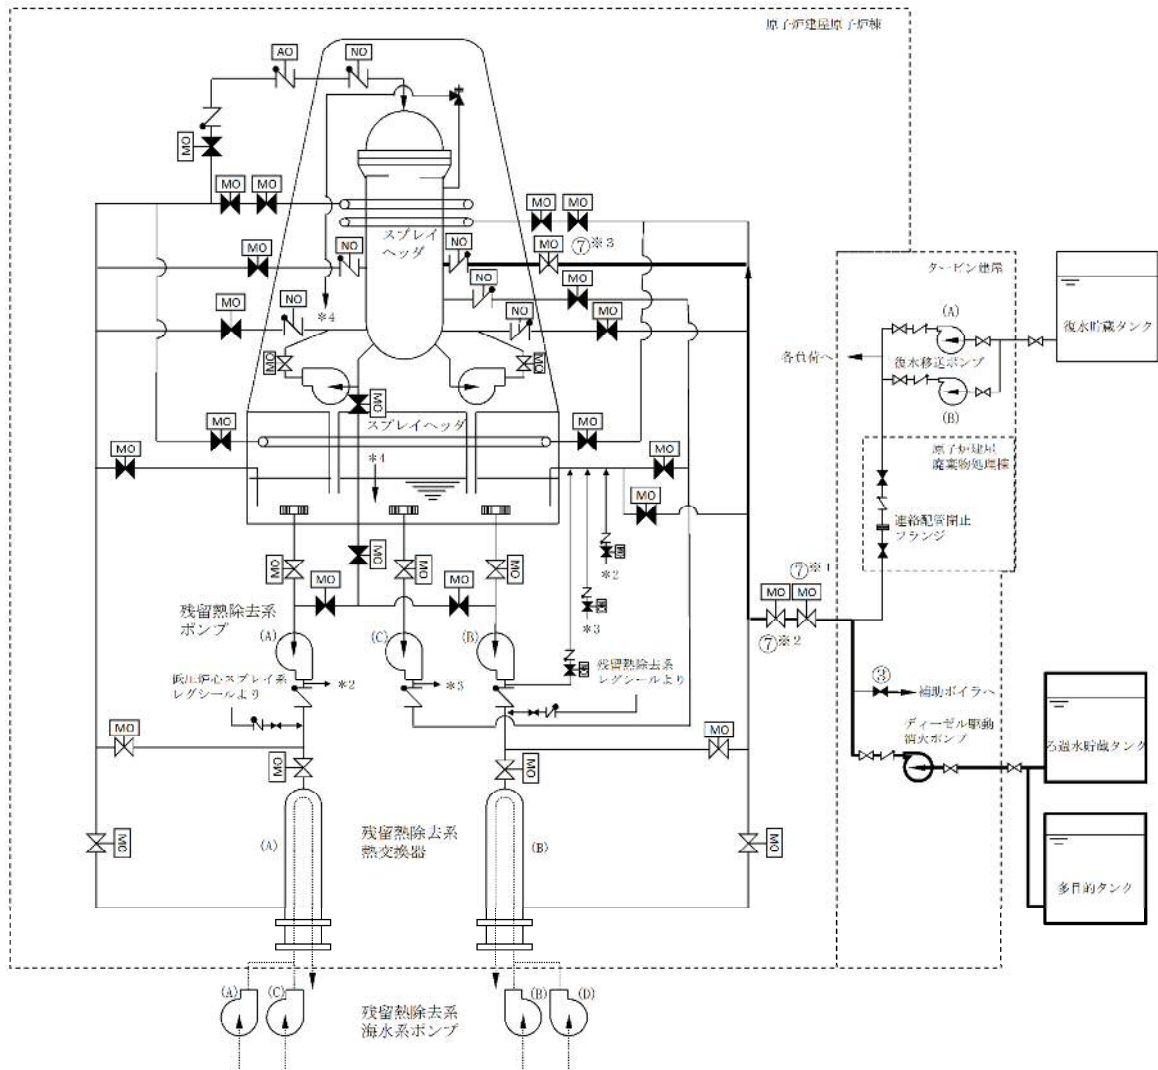 原子炉建屋原子炉棟
AO
NO
MO
MO
MO
MO
MO
スプレイ
ヘッダ
⑦※3
MO
NO
NO
MO
NO
MO
タービン建屋
*4
MO
NO
NO
MO
(A)
復水貯蔵タンク
各負荷へ
復水移送ポンプ
MO
MO
MO
(B)
スプレイヘッダ
MO
MO
原子炉建屋
廃棄物処理棟
*4
MO
MO
MO
連絡配管閉止
フランジ
MO
*2
⑦※1
MO
MO
MO
MO
MO
MO
MO
MO
*3
⑦※2
残留熱除去系
ポンプ
(A)
(C)
(B)
残留熱除去系
レグシールより
低圧炉心スプレイ系
レグシールより
*2
*3
③
補助ボイラへ
ディーゼル駆動
消火ポンプ
MO
MO
ろ過水貯蔵タンク
MO
MO
残留熱除去系
熱交換器
(A)
(B)
MO
MO
多目的タンク
(A)
(C)
(B)
(D)
残留熱除去系
海水系ポンプ